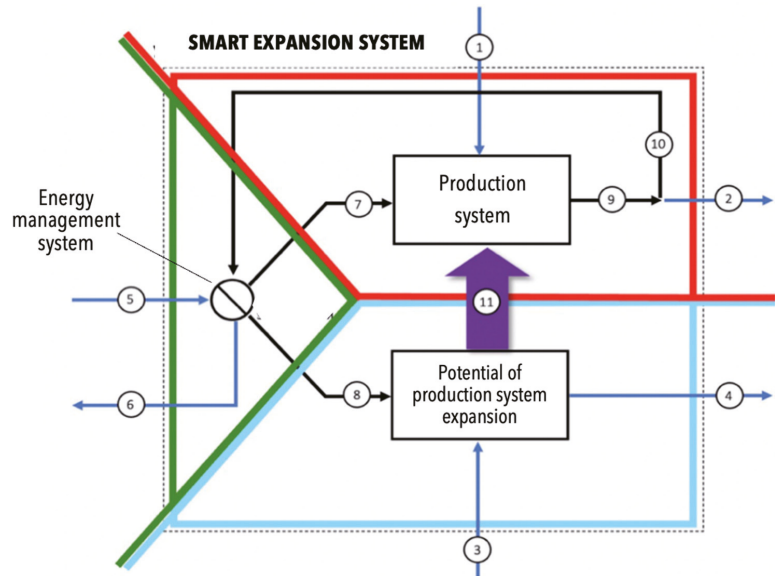 SMART EXPANSION SYSTEM
1
10
Production
system
Energy
management
system
7
9
2
5
11
6
8
Potential of
production system
expansion
4
3